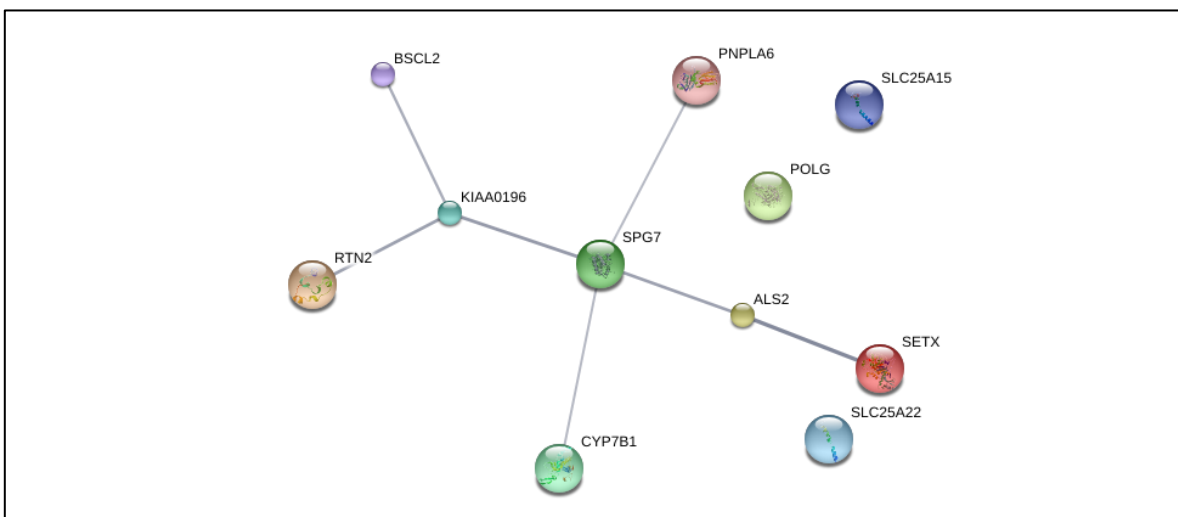 BSCL2
PNPLA6
SLC25A15
POLG
KIAA0196
SPG7
RTN2
ALS2
SETX
SLC25A22
CYP7B1